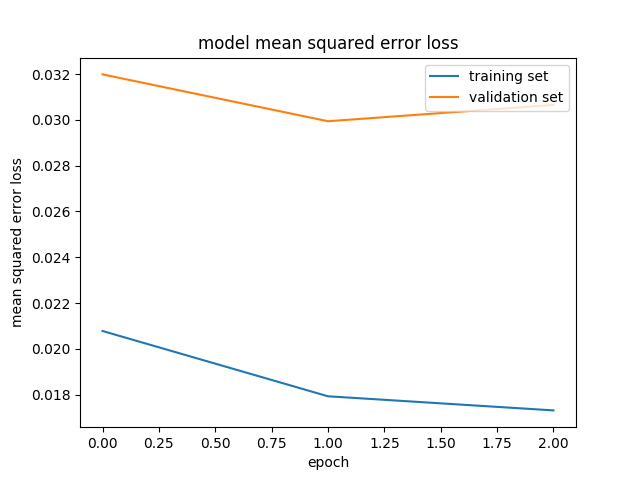 model mean squared error loss
training set
validation set
0.032
0.030
0.028
0.026
0.024
0.022
0.020
0.018
mean squared error loss
0.00 0.25 0.50 0.75 1.00 1.25 1.50 1.75 2.00
epoch